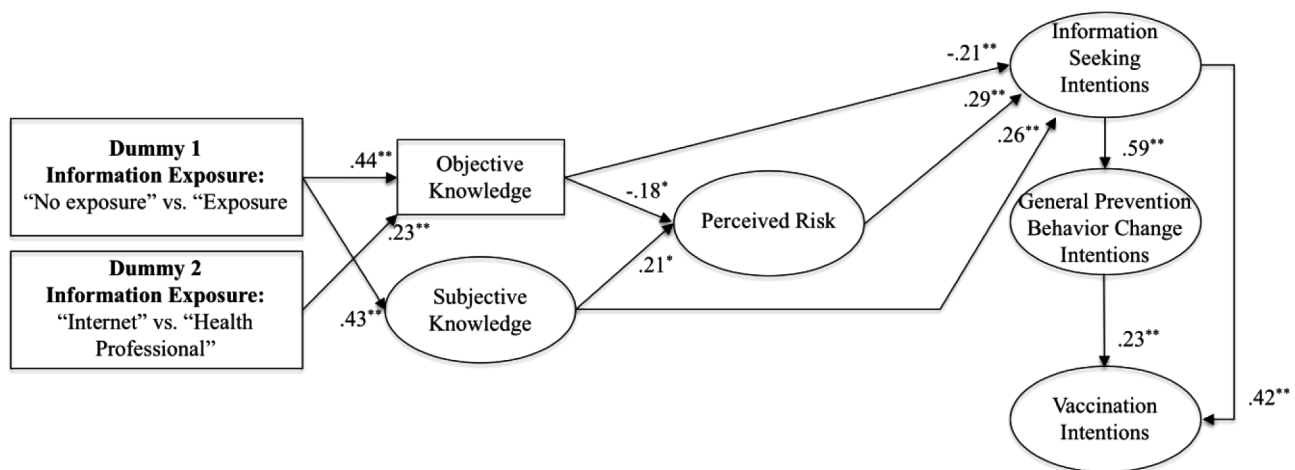 Dummy 1
Information Exposure:
“No exposure” vs. “Exposure
Dummy 2
Information Exposure:
“Internet” vs. “Health
Professional”
.44**
.23**
.43**
Objective
Knowledge
Subjective
Knowledge
-.18*
.21*
Perceived Risk
-.21**
.29**
.26**
Information
Seeking
Intentions
.59**
General Prevention
Behavior Change
Intentions
.23**
.42**
Vaccination
Intentions